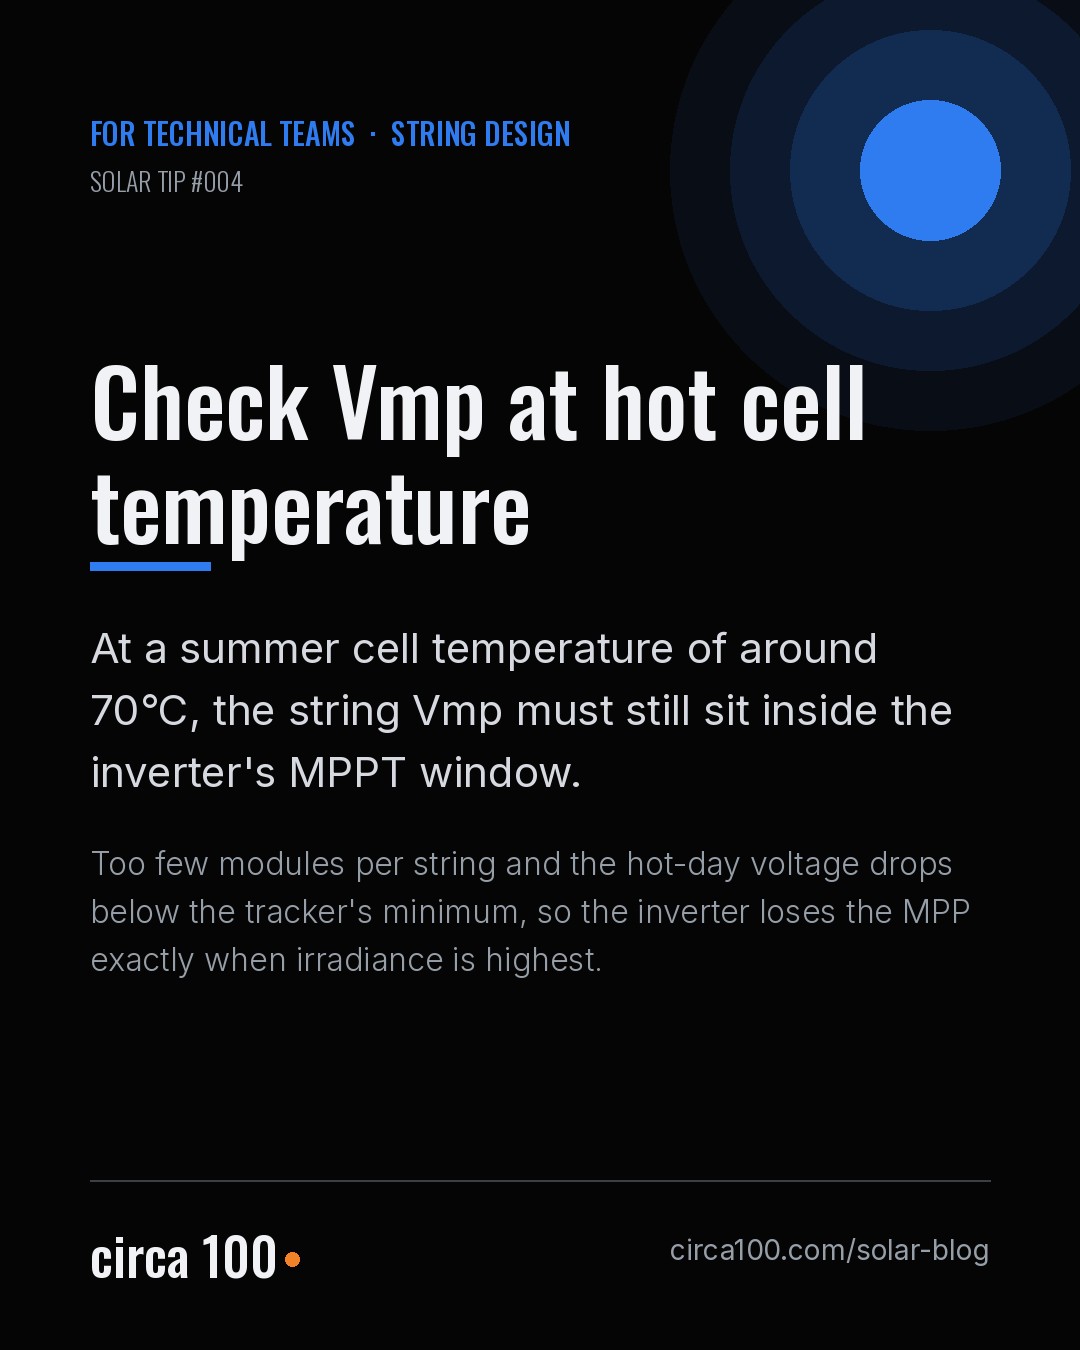 FOR TECHNICAL TEAMS · STRING DESIGN
SOLAR TIP #004
Check Vmp at hot cell
temperature
At a summer cell temperature of around
70°C, the string Vmp must still sit inside the
inverter's MPPT window.
Too few modules per string and the hot-day voltage drops
below the tracker's minimum, so the inverter loses the MPP
exactly when irradiance is highest.
circa 100
circa100.com/solar-blog